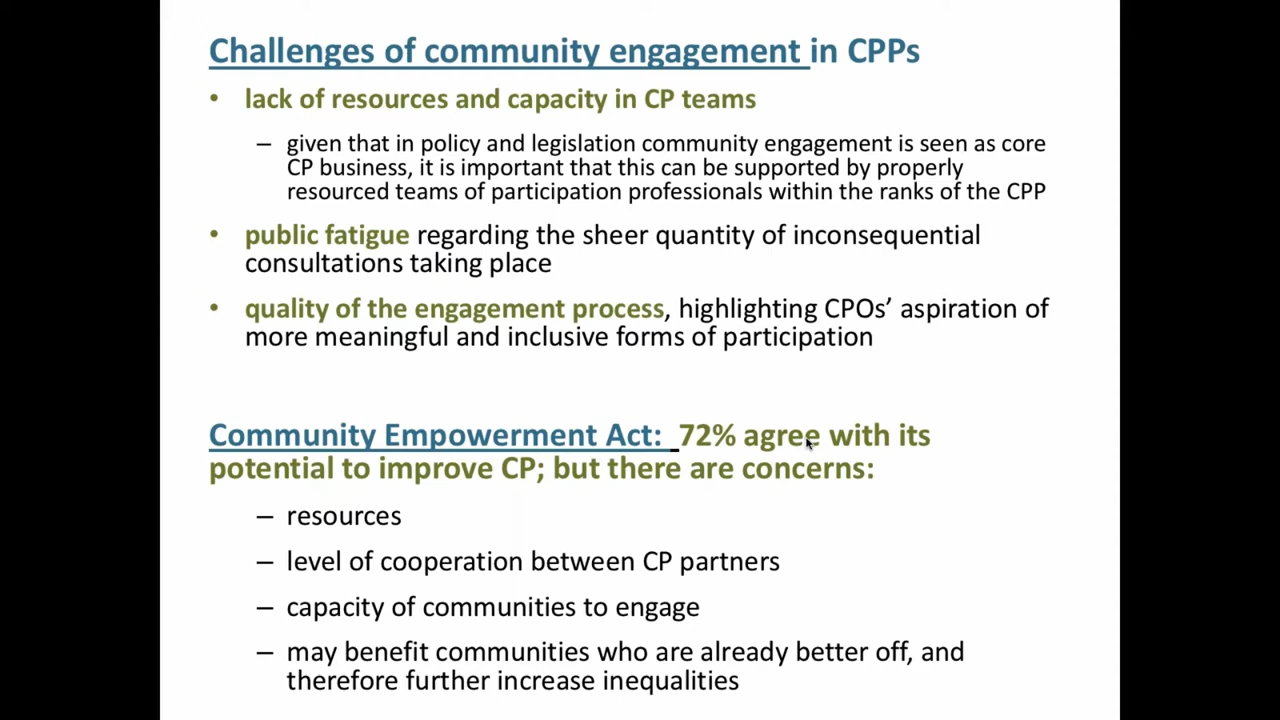 Challenges of community engagement in CPPs
• lack of resources and capacity in CP teams
– given that in policy and legislation community engagement is seen as core
CP business, it is important that this can be supported by properly
resourced teams of participation professionals within the ranks of the CPP
• public fatigue regarding the sheer quantity of inconsequential
consultations taking place
• quality of the engagement process, highlighting CPOs’ aspiration of
more meaningful and inclusive forms of participation
Community Empowerment Act: 72% agree with its
potential to improve CP; but there are concerns:
– resources
– level of cooperation between CP partners
– capacity of communities to engage
– may benefit communities who are already better off, and
therefore further increase inequalities